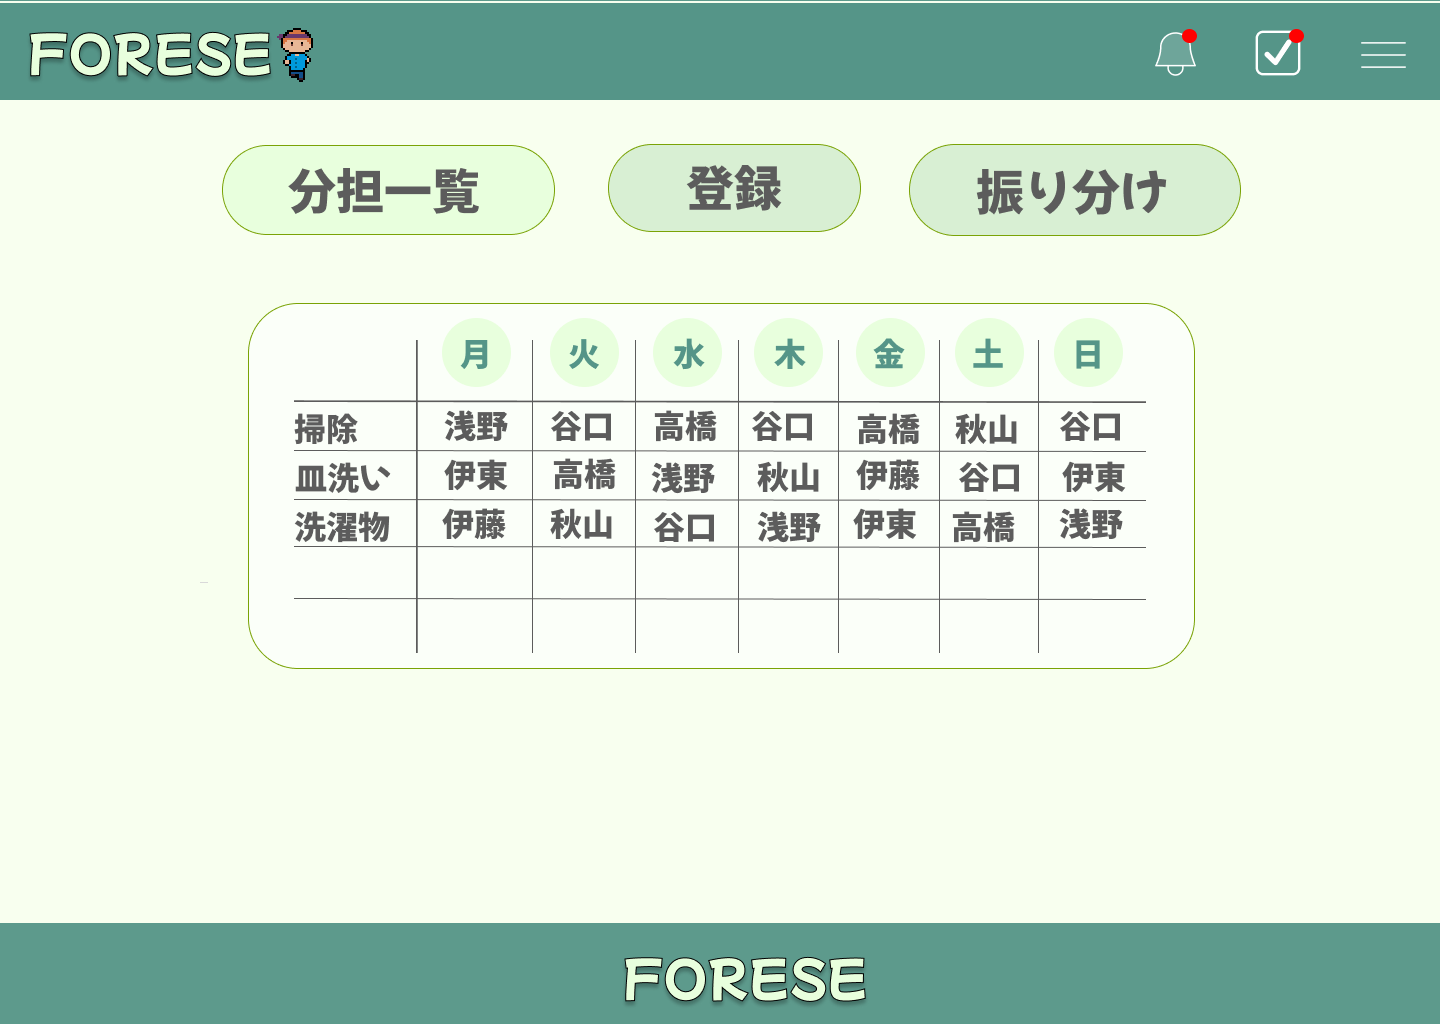 FORESE
分担一覧 登録 振り分け
月 火 水 木 金 土 日
掃除 浅野 谷口 高橋 谷口 高橋 秋山 谷口
皿洗い 伊東 高橋 浅野 秋山 伊藤 谷口 伊東
洗濯物 伊藤 秋山 谷口 浅野 伊東 高橋 浅野
FORESE